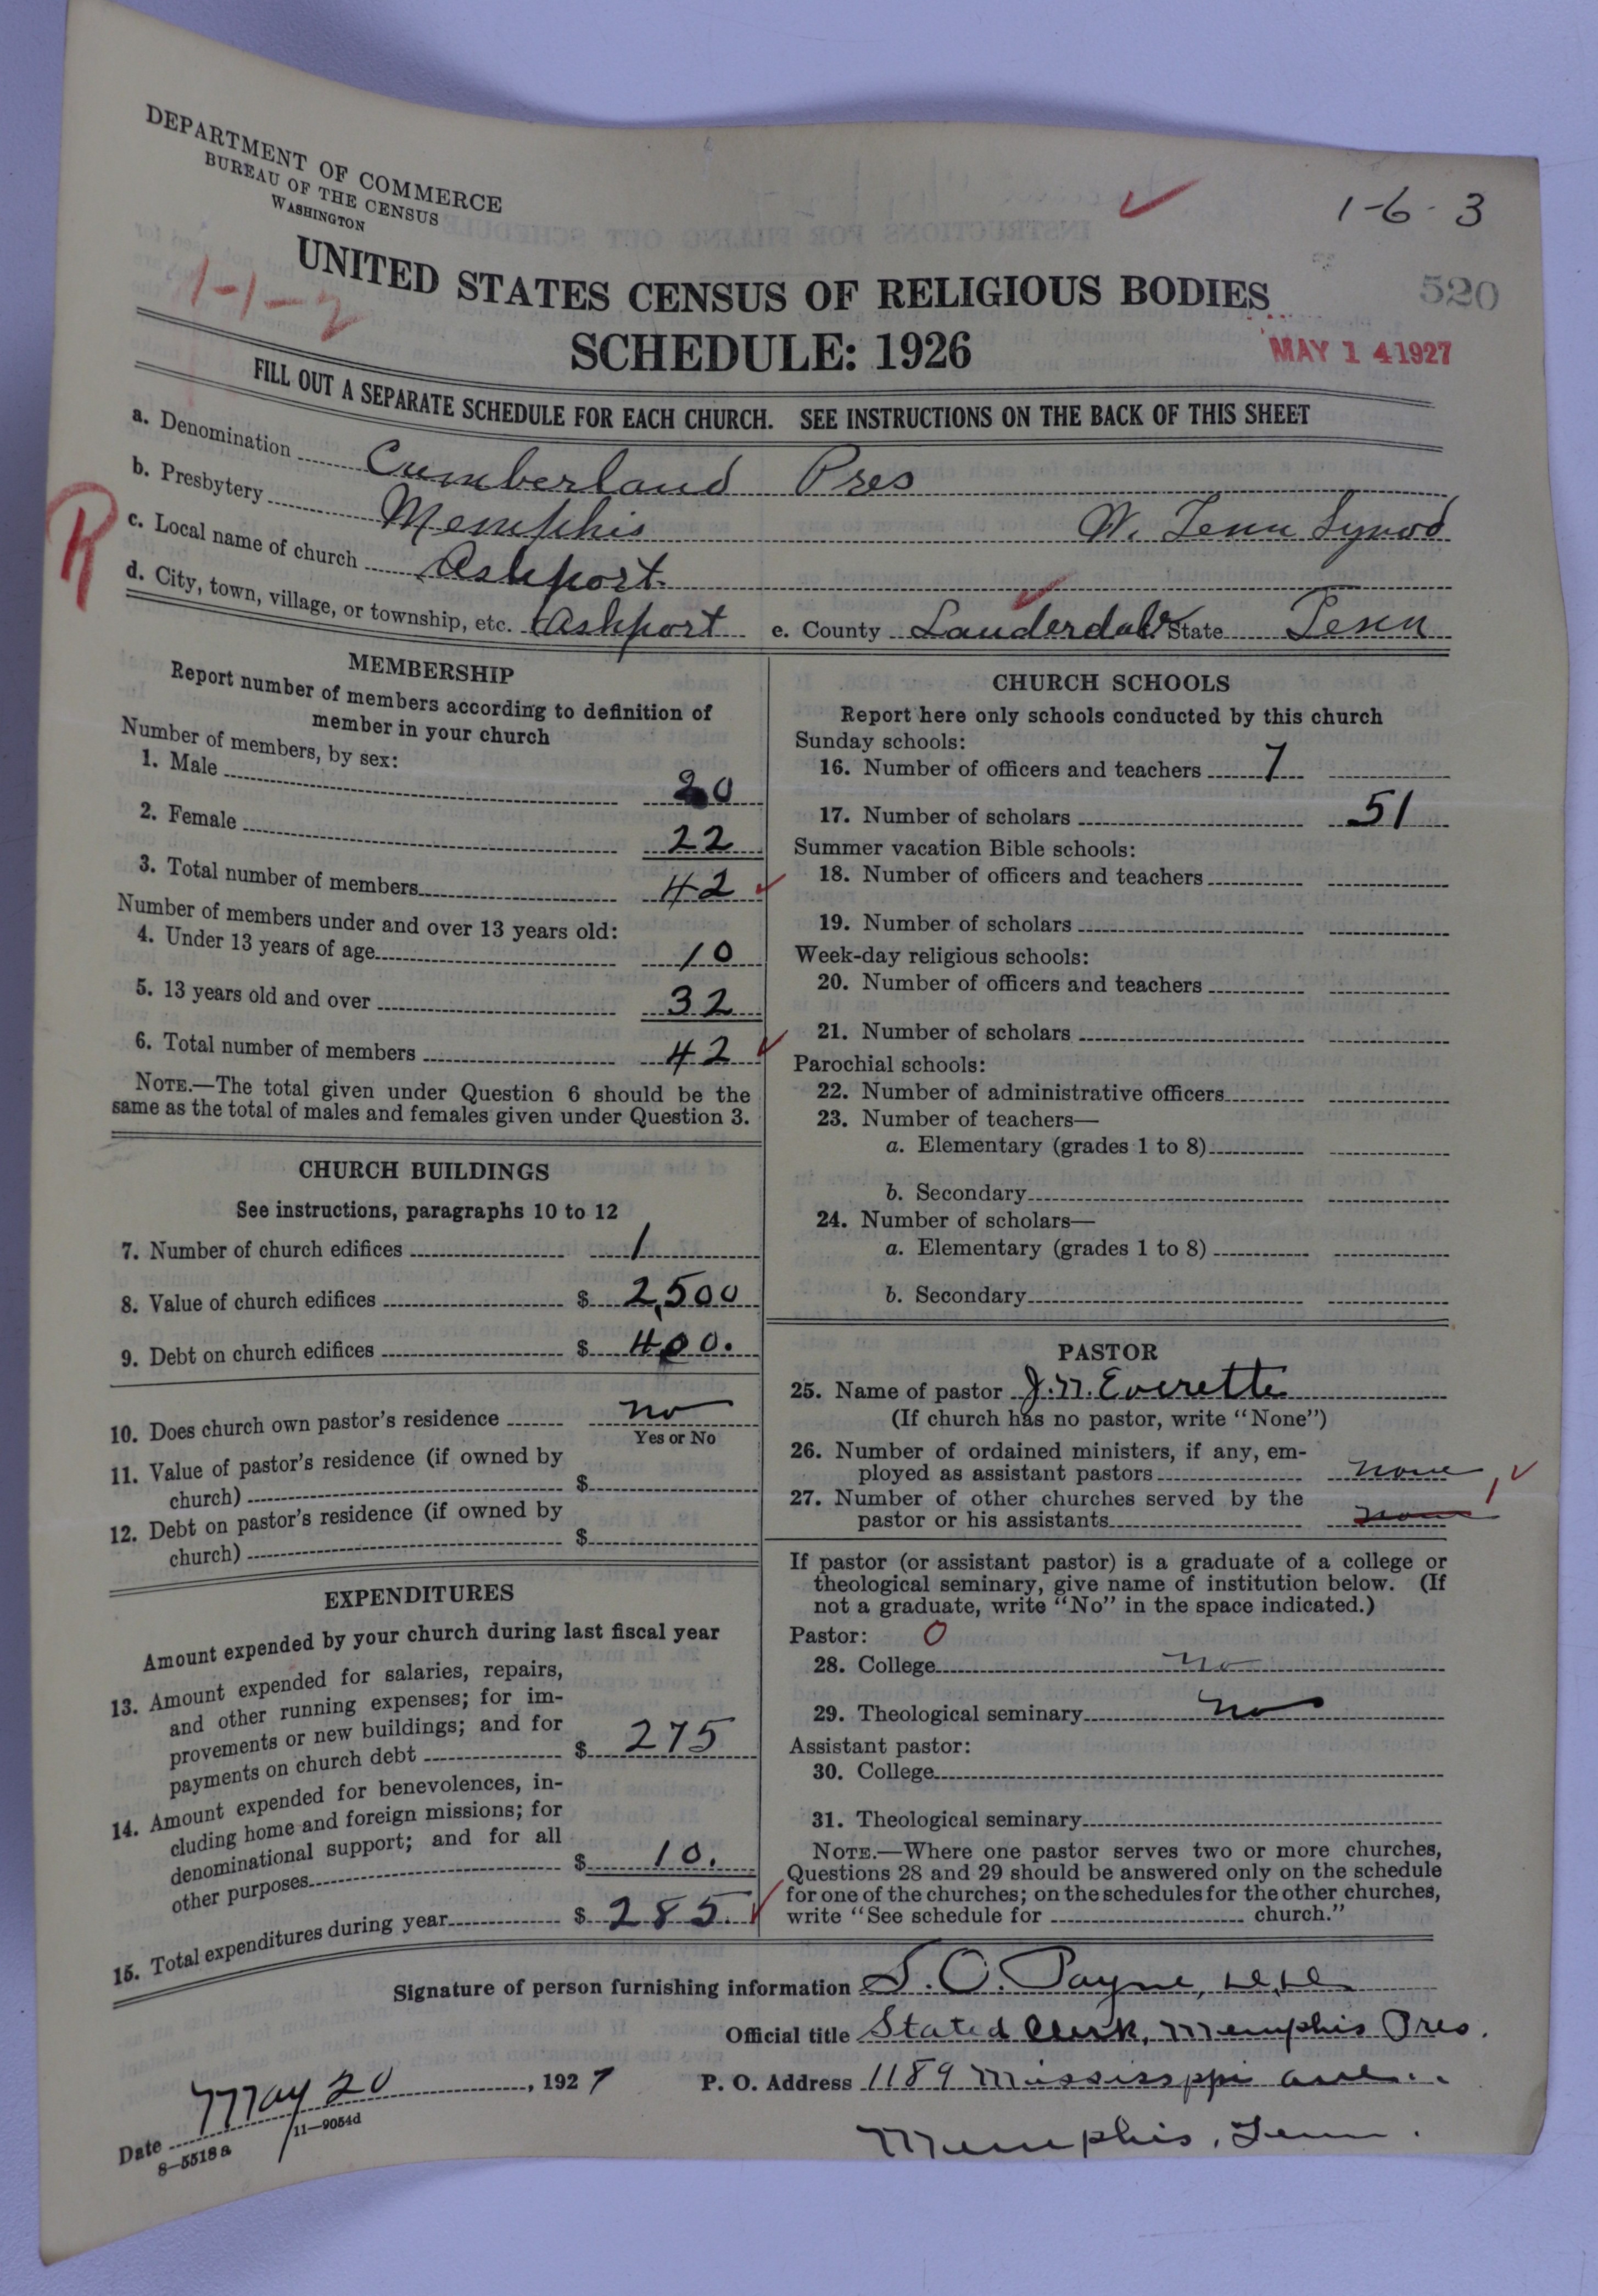 DEPARTMENT OF COMMERCE
BUREAU OF THE CENSUS
WASHINGTON
1-6-3
1-1-2
520
UNITED STATES CENSUS OF RELIGIOUS BODIES
SCHEDULE: 1926
MAY 14 1927
FILL OUT A SEPARATE SCHEDULE FOR EACH CHURCH. SEE INSTRUCTIONS ON THE BACK OF THIS SHEET
a. Denomination Cumberland Pres
b. Presbytery Memphis W. Tenn Synod
R
c. Local name of church Ashport
d. City, town, village, or township, etc. Ashport e. County Lauderdale State Tenn
MEMBERSHIP
Report number of members according to definition of
member in your church
Number of members, by sex:
1. Male 20
2. Female 22
3. Total number of members 42
Number of members under and over 13 years old:
4. Under 13 years of age 10
5. 13 years old and over 32
6. Total number of members 42
NOTE.—The total given under Question 6 should be the
same as the total of males and females given under Question 3.
CHURCH BUILDINGS
See instructions, paragraphs 10 to 12
7. Number of church edifices 1
8. Value of church edifices $ 2,500
9. Debt on church edifices $ 400.
10. Does church own pastor's residence no
Yes or No
11. Value of pastor's residence (if owned by
church) $
12. Debt on pastor's residence (if owned by
church) $
EXPENDITURES
Amount expended by your church during last fiscal year
13. Amount expended for salaries, repairs,
and other running expenses; for im-
provements or new buildings; and for
payments on church debt $ 275
14. Amount expended for benevolences, in-
cluding home and foreign missions; for
denominational support; and for all
other purposes $ 10.
15. Total expenditures during year $ 285.
CHURCH SCHOOLS
Report here only schools conducted by this church
Sunday schools:
16. Number of officers and teachers 7
17. Number of scholars 51
Summer vacation Bible schools:
18. Number of officers and teachers
19. Number of scholars
Week-day religious schools:
20. Number of officers and teachers
21. Number of scholars
Parochial schools:
22. Number of administrative officers
23. Number of teachers—
a. Elementary (grades 1 to 8)
b. Secondary
24. Number of scholars—
a. Elementary (grades 1 to 8)
b. Secondary
PASTOR
25. Name of pastor J. N. Everette
(If church has no pastor, write "None")
26. Number of ordained ministers, if any, em-
ployed as assistant pastors none
27. Number of other churches served by the 1
pastor or his assistants none
If pastor (or assistant pastor) is a graduate of a college or
theological seminary, give name of institution below. (If
not a graduate, write "No" in the space indicated.)
Pastor: 0
28. College no
29. Theological seminary no
Assistant pastor:
30. College
31. Theological seminary
NOTE.—Where one pastor serves two or more churches,
Questions 28 and 29 should be answered only on the schedule
for one of the churches; on the schedules for the other churches,
write "See schedule for church."
Signature of person furnishing information S. O. Payne,
Official title Stated Clerk, Memphis Pres.
Date May 20, 1927 P. O. Address 1189 Mississppi ave..
Memphis, Tenn.
8—5518a 11—9054d